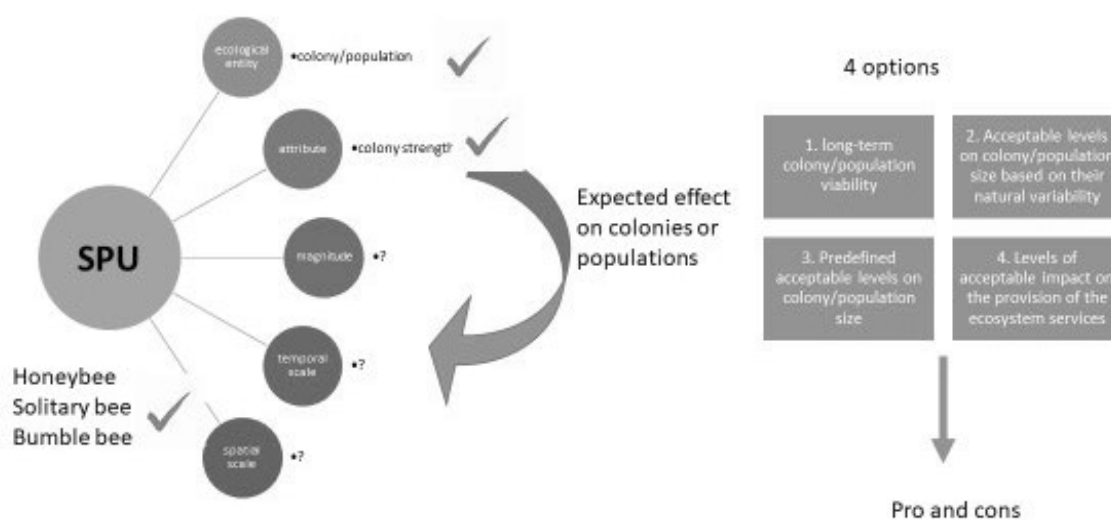 ecological
entity
•colony/population
attribute
•colony strength
SPU
magnitude
•?
temporal
scale
•?
spatial
scale
•?
Honeybee
Solitary bee
Bumble bee
Expected effect
on colonies or
populations
4 options
1. long-term
colony/population
viability
2. Acceptable levels
on colony/population
size based on their
natural variability
3. Predefined
acceptable levels on
colony/population
size
4. Levels of
acceptable impact on
the provision of the
ecosystem services
Pro and cons